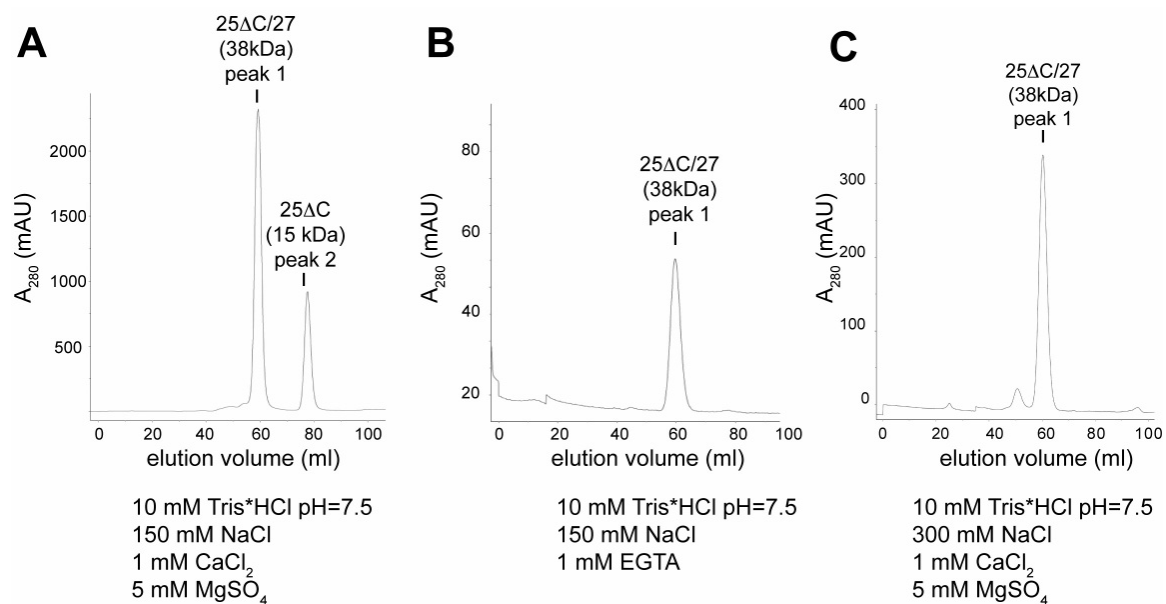 A
25ΔC/27
(38kDa)
peak 1
25ΔC
(15 kDa)
peak 2
A280 (mAU)
2000
1500
1000
500
0 20 40 60 80 100
elution volume (ml)
10 mM Tris*HCl pH=7.5
150 mM NaCl
1 mM CaCl2
5 mM MgSO4
B
25ΔC/27
(38kDa)
peak 1
A280 (mAU)
80
60
40
20
0 20 40 60 80 100
elution volume (ml)
10 mM Tris*HCl pH=7.5
150 mM NaCl
1 mM EGTA
C
25ΔC/27
(38kDa)
peak 1
A280 (mAU)
400
300
200
100
0
0 20 40 60 80 100
elution volume (ml)
10 mM Tris*HCl pH=7.5
300 mM NaCl
1 mM CaCl2
5 mM MgSO4